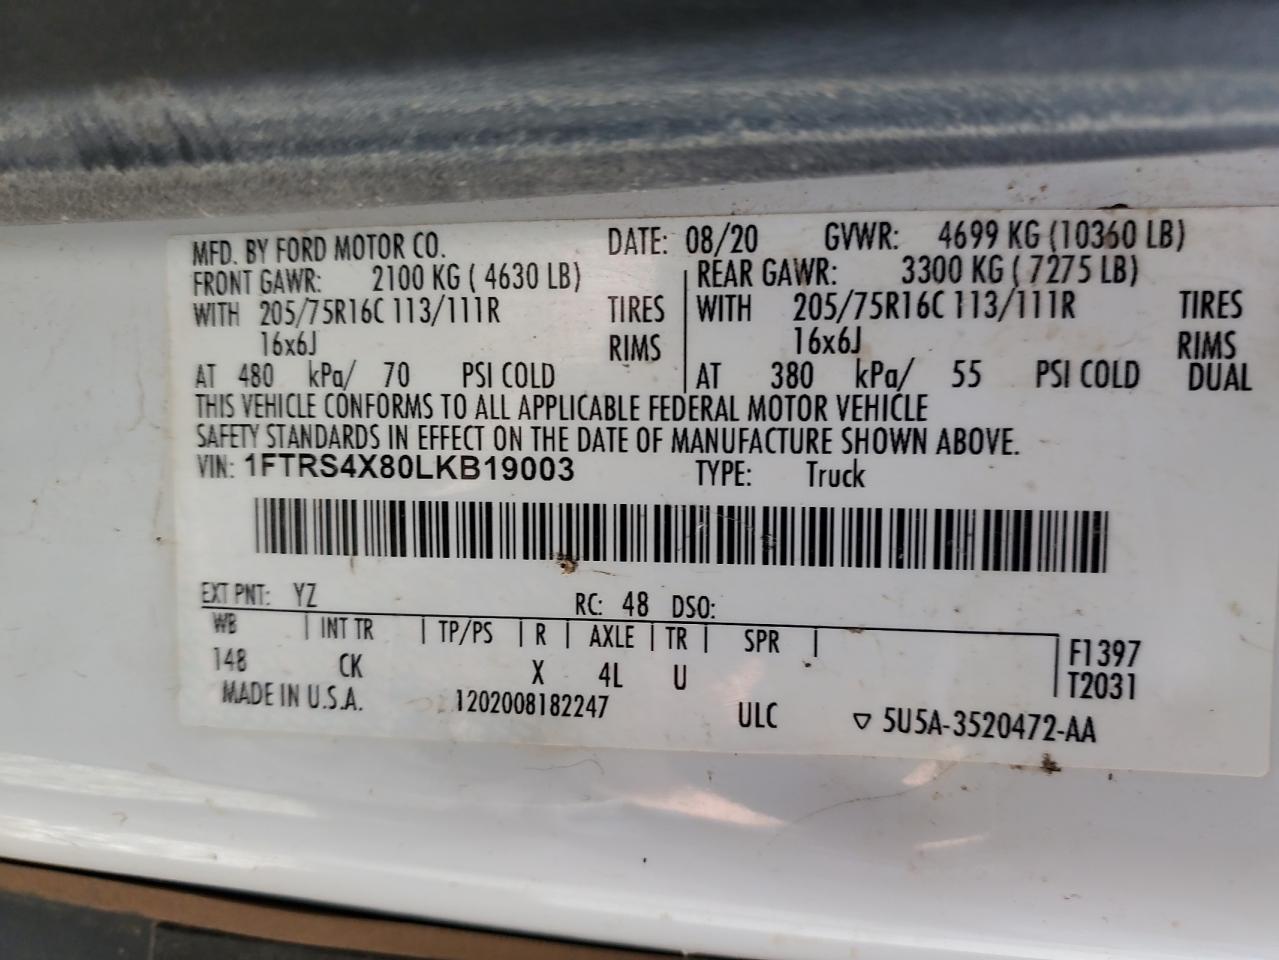 MFD. BY FORD MOTOR CO. DATE: 08/20 GVWR: 4699 KG (10360 LB)
FRONT GAWR: 2100 KG ( 4630 LB) REAR GAWR: 3300 KG ( 7275 LB)
WITH 205/75R16C 113/111R TIRES WITH 205/75R16C 113/111R TIRES
16x6J RIMS 16x6J RIMS
AT 480 kPa/ 70 PSI COLD AT 380 kPa/ 55 PSI COLD DUAL
THIS VEHICLE CONFORMS TO ALL APPLICABLE FEDERAL MOTOR VEHICLE
SAFETY STANDARDS IN EFFECT ON THE DATE OF MANUFACTURE SHOWN ABOVE.
VIN: 1FTRS4X80LKB19003 TYPE: Truck
EXT PNT: YZ RC: 48 DSO:
WB INT TR TP/PS R AXLE TR SPR F1397
148 CK X 4L U T2031
MADE IN U.S.A. 1202008182247 ULC ▽ 5U5A-3520472-AA